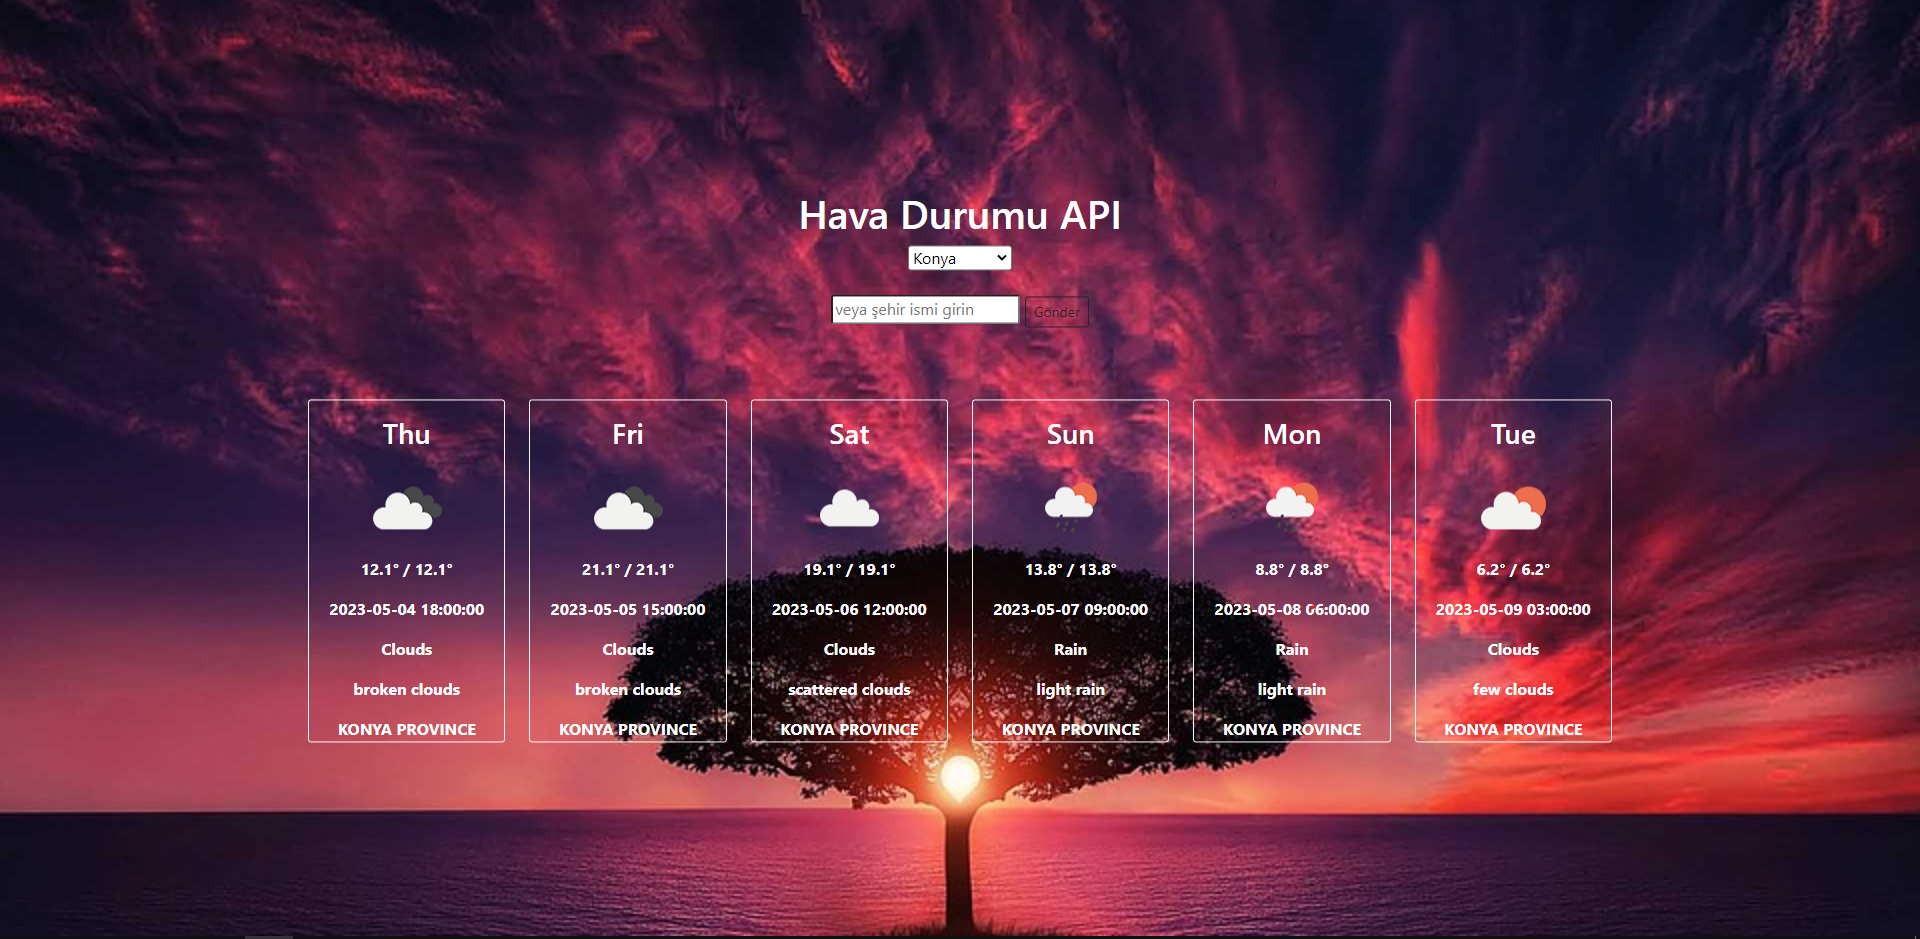 Hava Durumu API
Konya
veya şehir ismi girin
Gönder
Thu
12.1° / 12.1°
2023-05-04 18:00:00
Clouds
broken clouds
KONYA PROVINCE
Fri
21.1° / 21.1°
2023-05-05 15:00:00
Clouds
broken clouds
KONYA PROVINCE
Sat
19.1° / 19.1°
2023-05-06 12:00:00
Clouds
scattered clouds
KONYA PROVINCE
Sun
13.8° / 13.8°
2023-05-07 09:00:00
Rain
light rain
KONYA PROVINCE
Mon
8.8° / 8.8°
2023-05-08 06:00:00
Rain
light rain
KONYA PROVINCE
Tue
6.2° / 6.2°
2023-05-09 03:00:00
Clouds
few clouds
KONYA PROVINCE